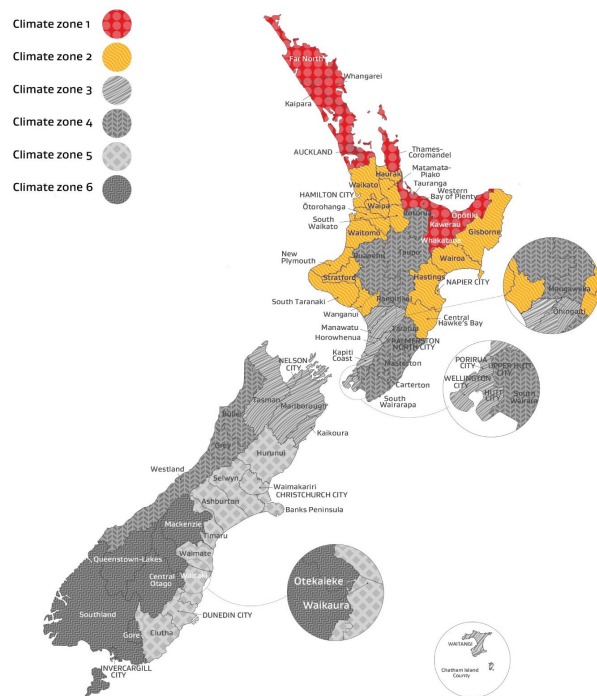 Climate zone 1
Climate zone 2
Climate zone 3
Climate zone 4
Climate zone 5
Climate zone 6
Far North
Whangarei
Kaipara
AUCKLAND
Thames-
Coromandel
Hauraki
Matamata-
Piako
Waikato
Tauranga
HAMILTON CITY
Western
Bay of Plenty
Waipa
Ōtorohanga
Rotorua
Opotiki
South
Waikato
Kawerau
Gisborne
Waitomo
Whakatane
Ruapehu
Taupo
Wairoa
New
Plymouth
Stratford
Hastings
NAPIER CITY
South Taranaki
Rangitikei
Wanganui
Central
Hawke's Bay
Manawatu
Tararua
Horowhenua
PALMERSTON
NORTH CITY
Kapiti
Coast
Masterton
Carterton
South
Wairarapa
Mangaweka
Ohingaiti
PORIRUA
CITY
UPPER HUTT
CITY
WELLINGTON
CITY
HUTT
CITY
South
Wairara
NELSON
CITY
Tasman
Marlborough
Buller
Kaikoura
Grey
Hurunui
Westland
Selwyn
Waimakariri
CHRISTCHURCH CITY
Ashburton
Banks Peninsula
Mackenzie
Timaru
Waimate
Queenstown-Lakes
Waitaki
Central
Otago
Otekaieke
Waikaura
DUNEDIN CITY
Southland
Gore
Clutha
INVERCARGILL
CITY
WAITANGI
Chatham Island
County